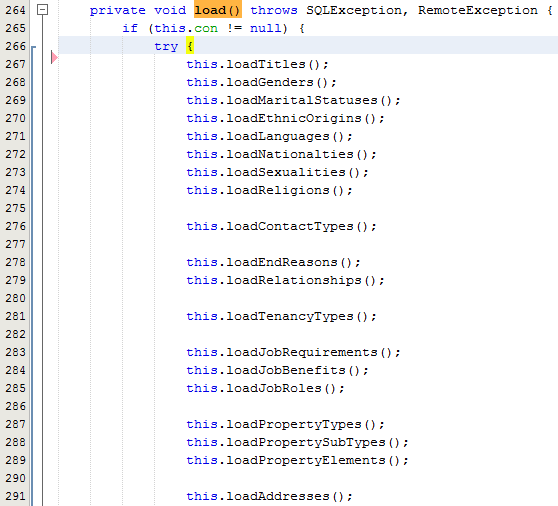 264 private void load() throws SQLException, RemoteException {
265 if (this.con != null) {
266 try {
267 this.loadTitles();
268 this.loadGenders();
269 this.loadMaritalStatuses();
270 this.loadEthnicOrigins();
271 this.loadLanguages();
272 this.loadNationalties();
273 this.loadSexualities();
274 this.loadReligions();
275
276 this.loadContactTypes();
277
278 this.loadEndReasons();
279 this.loadRelationships();
280
281 this.loadTenancyTypes();
282
283 this.loadJobRequirements();
284 this.loadJobBenefits();
285 this.loadJobRoles();
286
287 this.loadPropertyTypes();
288 this.loadPropertySubTypes();
289 this.loadPropertyElements();
290
291 this.loadAddresses();